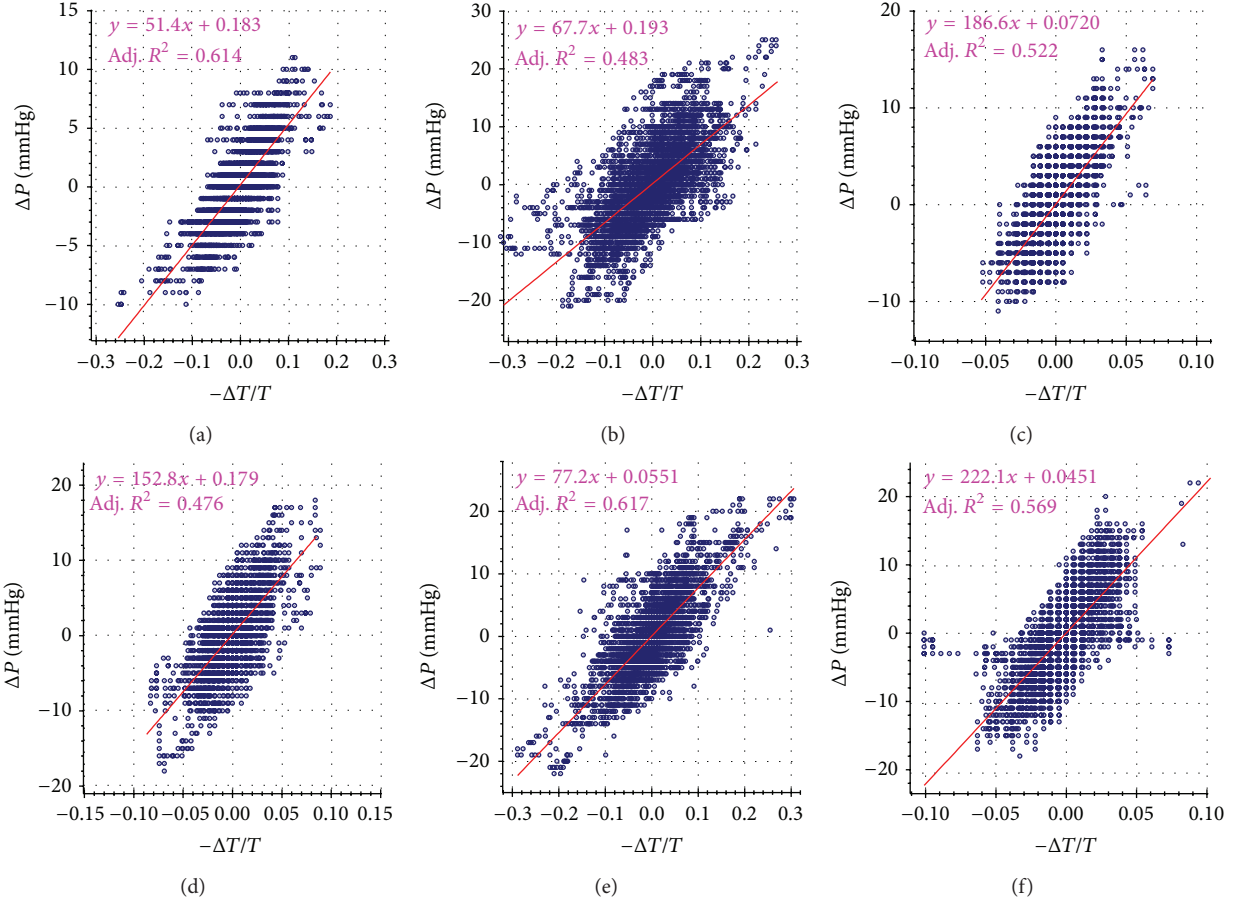 y = 51.4x + 0.183
Adj. R² = 0.614
15
10
5
0
−5
−10
ΔP (mmHg)
−0.3 −0.2 −0.1 0.0 0.1 0.2 0.3
−ΔT/T
(a)
y = 67.7x + 0.193
Adj. R² = 0.483
30
20
10
0
−10
−20
ΔP (mmHg)
−0.3 −0.2 −0.1 0.0 0.1 0.2 0.3
−ΔT/T
(b)
y = 186.6x + 0.0720
Adj. R² = 0.522
20
10
0
−10
ΔP (mmHg)
−0.10 −0.05 0.00 0.05 0.10
−ΔT/T
(c)
y = 152.8x + 0.179
Adj. R² = 0.476
20
10
0
−10
−20
ΔP (mmHg)
−0.15 −0.10 −0.05 0.00 0.05 0.10 0.15
−ΔT/T
(d)
y = 77.2x + 0.0551
Adj. R² = 0.617
20
10
0
−10
−20
ΔP (mmHg)
−0.3 −0.2 −0.1 0.0 0.1 0.2 0.3
−ΔT/T
(e)
y = 222.1x + 0.0451
Adj. R² = 0.569
20
10
0
−10
−20
ΔP (mmHg)
−0.10 −0.05 0.00 0.05 0.10
−ΔT/T
(f)